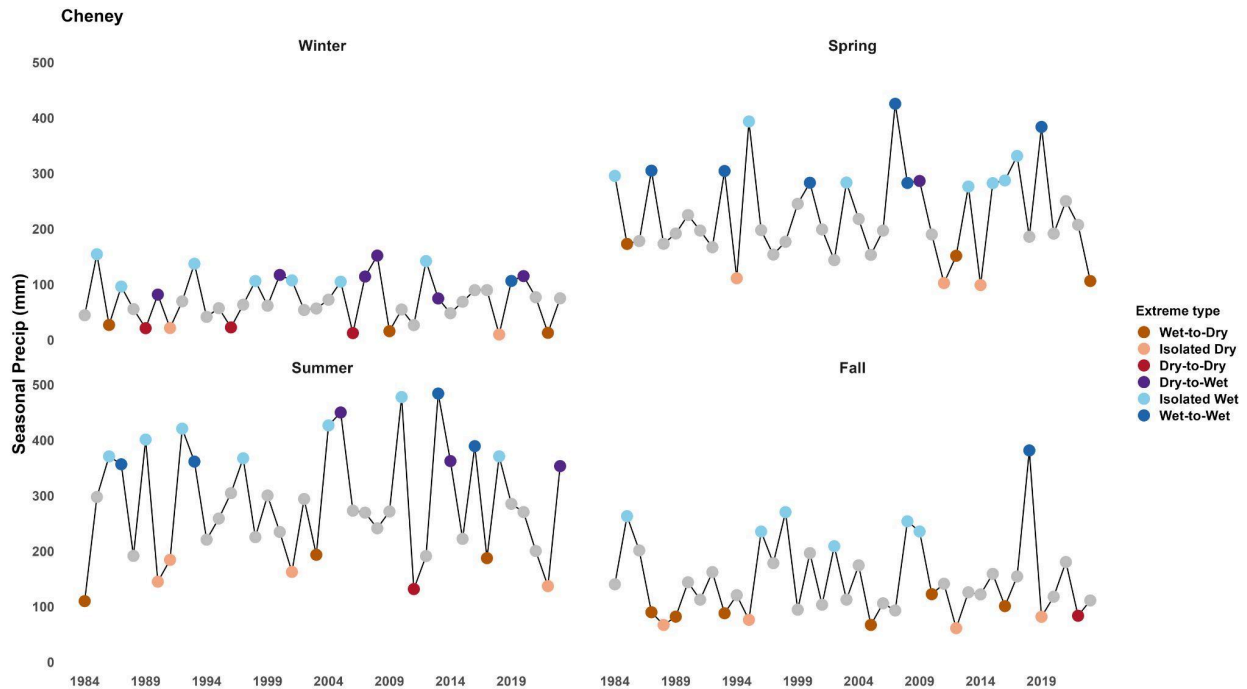 Cheney
Winter
Spring
500
400
300
200
100
0
Summer
Fall
500
400
300
200
100
0
Seasonal Precip (mm)
1984 1989 1994 1999 2004 2009 2014 2019
1984 1989 1994 1999 2004 2009 2014 2019
Extreme type
Wet-to-Dry
Isolated Dry
Dry-to-Dry
Dry-to-Wet
Isolated Wet
Wet-to-Wet